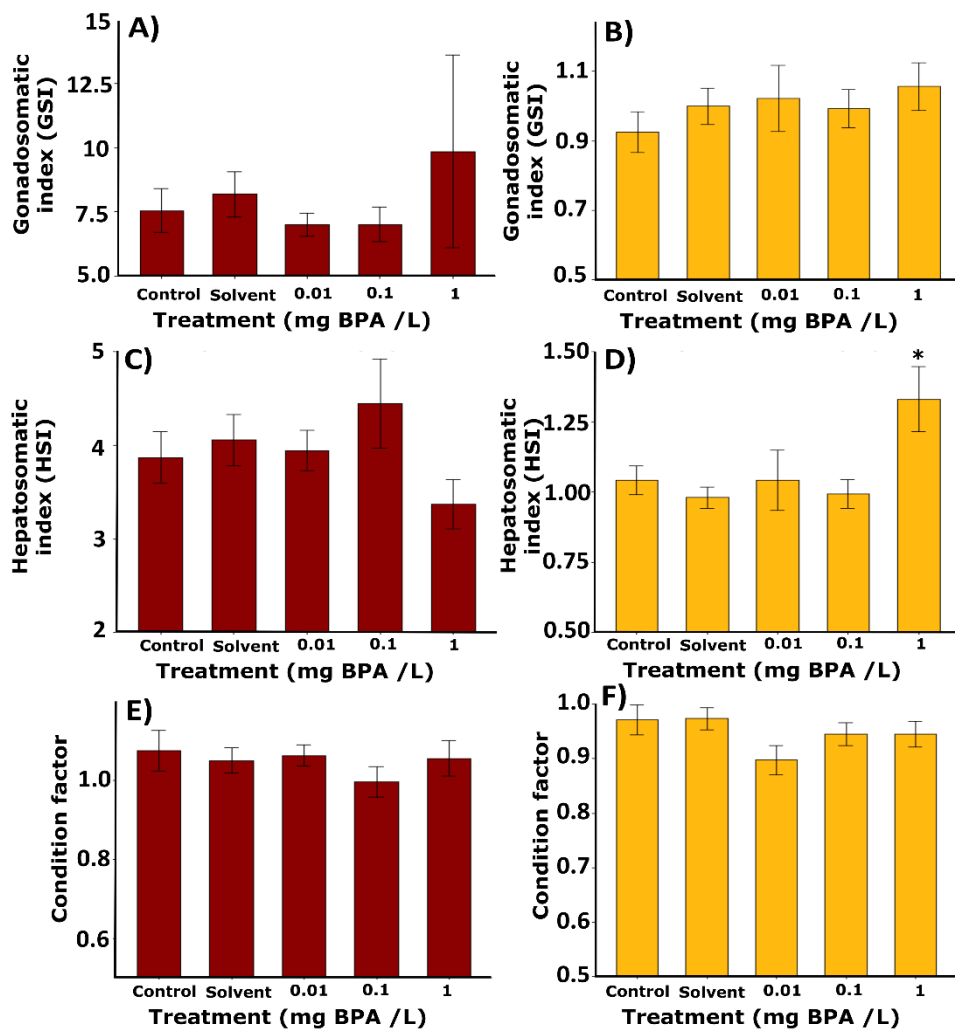 A)
Gonadosomatic
index (GSI)
15
12.5
10
7.5
5.0
Control Solvent 0.01 0.1 1
Treatment (mg BPA /L)
B)
Gonadosomatic
index (GSI)
1.1
0.9
0.7
0.5
Control Solvent 0.01 0.1 1
Treatment (mg BPA /L)
C)
Hepatosomatic
index (HSI)
5
4
3
2
Control Solvent 0.01 0.1 1
Treatment (mg BPA /L)
D)
*
Hepatosomatic
index (HSI)
1.50
1.25
1.00
0.75
0.50
Control Solvent 0.01 0.1 1
Treatment (mg BPA /L)
E)
Condition factor
1.0
0.8
0.6
Control Solvent 0.01 0.1 1
Treatment (mg BPA /L)
F)
Condition factor
1.0
0.9
0.8
0.7
0.6
0.5
Control Solvent 0.01 0.1 1
Treatment (mg BPA /L)